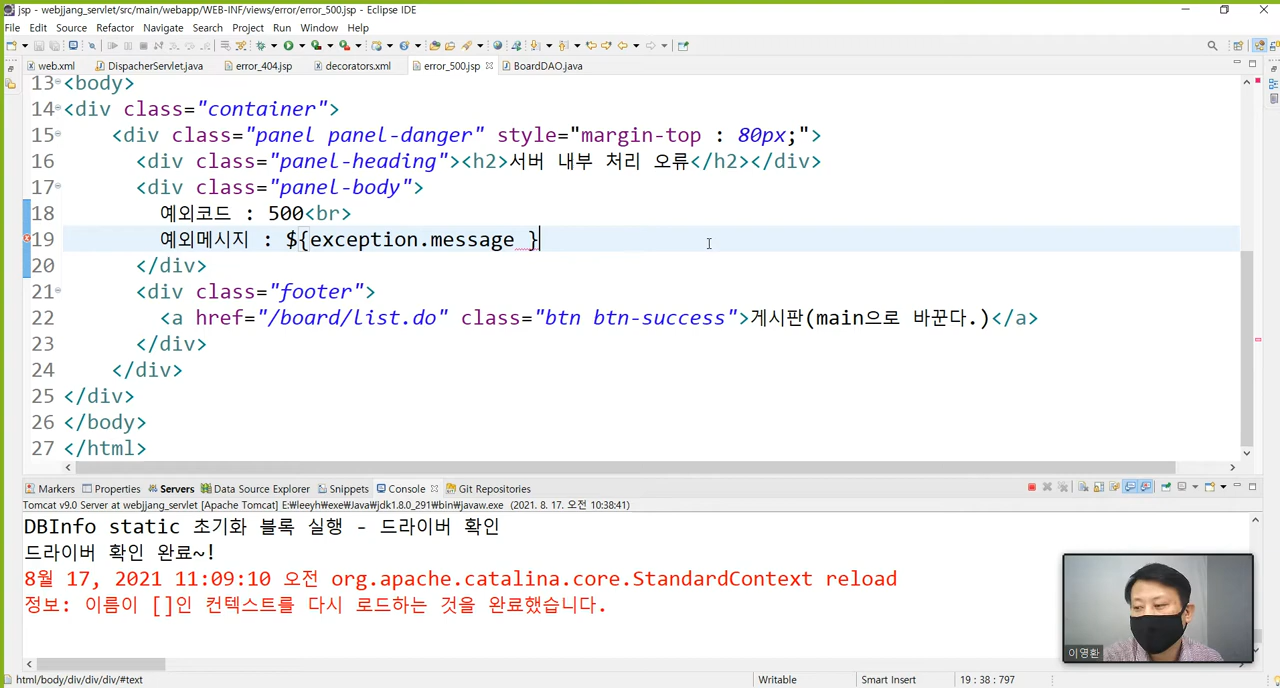 jsp - webjjang_servlet/src/main/webapp/WEB-INF/views/error/error_500.jsp - Eclipse IDE
File Edit Source Refactor Navigate Search Project Run Window Help
web.xml DispacherServlet.java error_404.jsp decorators.xml error_500.jsp BoardDAO.java
13 <body>
14 <div class="container">
15 <div class="panel panel-danger" style="margin-top : 80px;">
16 <div class="panel-heading"><h2>서버 내부 처리 오류</h2></div>
17 <div class="panel-body">
18 예외코드 : 500<br>
19 예외메시지 : ${exception.message }
20 </div>
21 <div class="footer">
22 <a href="/board/list.do" class="btn btn-success">게시판(main으로 바꾼다.)</a>
23 </div>
24 </div>
25 </div>
26 </body>
27 </html>
Markers Properties Servers Data Source Explorer Snippets Console Git Repositories
Tomcat v9.0 Server at webjjang_servlet [Apache Tomcat] E:₩leeyh₩exe₩Java₩jdk1.8.0_291₩bin₩javaw.exe (2021. 8. 17. 오전 10:38:41)
DBInfo static 초기화 블록 실행 - 드라이버 확인
드라이버 확인 완료~!
8월 17, 2021 11:09:10 오전 org.apache.catalina.core.StandardContext reload
정보: 이름이 []인 컨텍스트를 다시 로드하는 것을 완료했습니다.
이영환
html/body/div/div/div/#text Writable Smart Insert 19 : 38 : 797